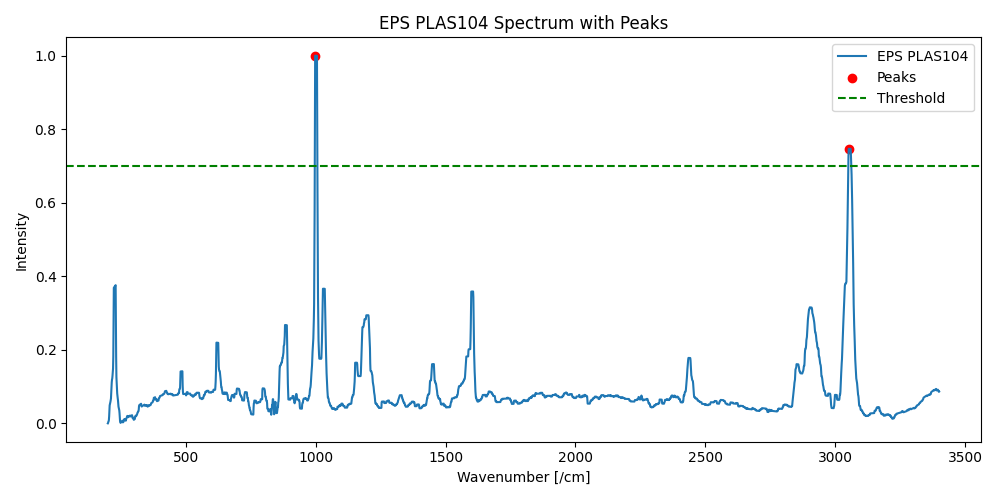 EPS PLAS104 Spectrum with Peaks
EPS PLAS104
Peaks
Threshold
Intensity
1.0
0.8
0.6
0.4
0.2
0.0
500 1000 1500 2000 2500 3000 3500
Wavenumber [/cm]